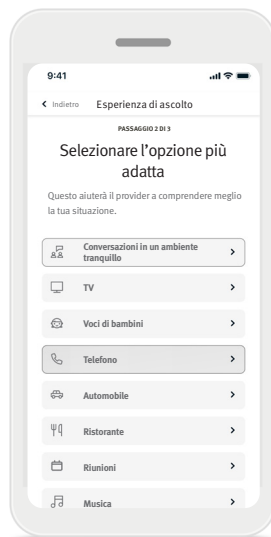 9:41
Indietro Esperienza di ascolto
PASSAGGIO 2 DI 3
Selezionare l'opzione più
adatta
Questo aiuterà il provider a comprendere meglio
la tua situazione.
Conversazioni in un ambiente
tranquillo
TV
Voci di bambini
Telefono
Automobile
Ristorante
Riunioni
Musica